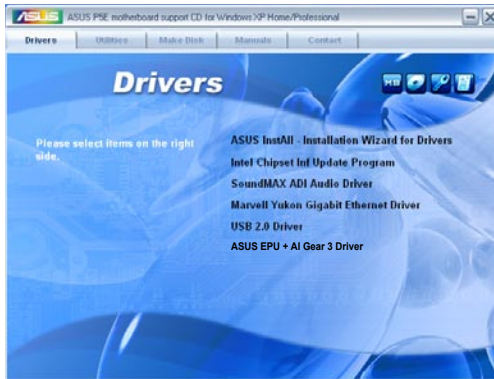 ASUS P5E motherboard support CD for Windows XP Home/Professional
Drivers Utilities Make Disk Manuals Contact
Drivers
Please select items on the right
side.
ASUS InstAll - Installation Wizard for Drivers
Intel Chipset Inf Update Program
SoundMAX ADI Audio Driver
Marvell Yukon Gigabit Ethernet Driver
USB 2.0 Driver
ASUS EPU + AI Gear 3 Driver